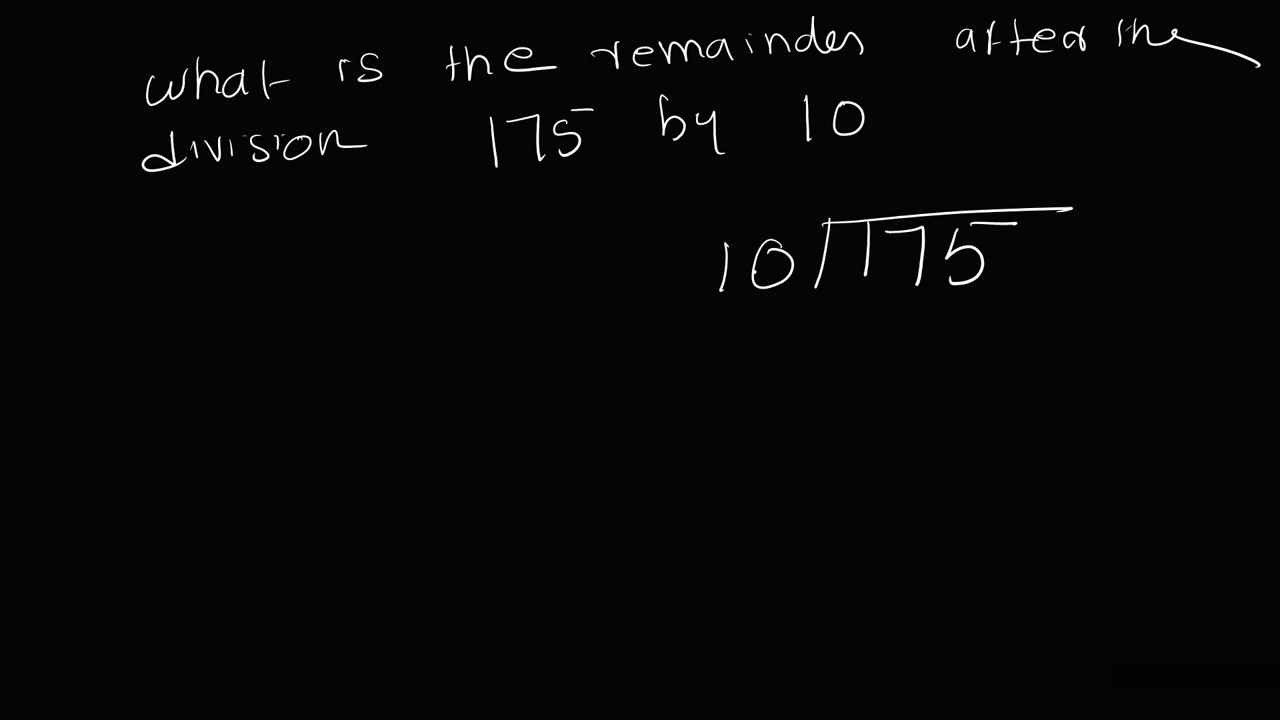 what is the remainder after the
division 175 by 10
10 175